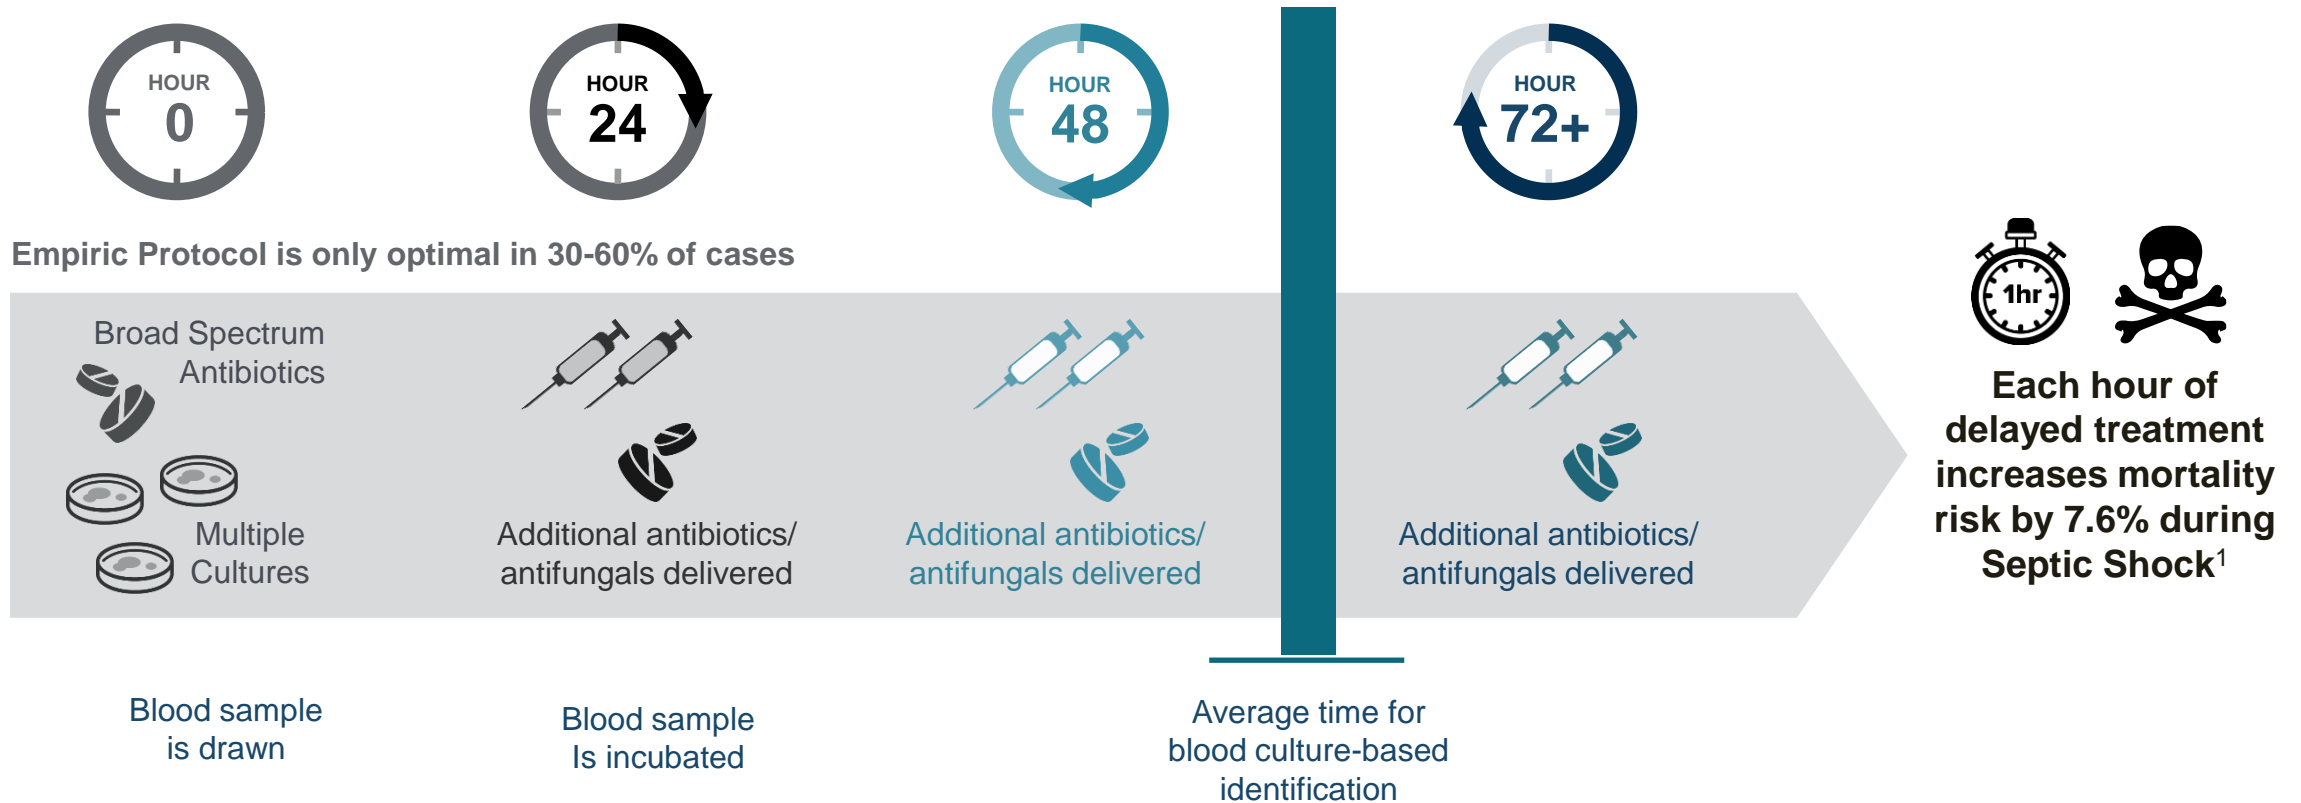 HOUR
0
HOUR
24
HOUR
48
HOUR
72+
Empiric Protocol is only optimal in 30-60% of cases
Broad Spectrum
Antibiotics
Multiple
Cultures
Additional antibiotics/
antifungals delivered
Additional antibiotics/
antifungals delivered
Additional antibiotics/
antifungals delivered
1hr
Each hour of
delayed treatment
increases mortality
risk by 7.6% during
Septic Shock¹
Blood sample
is drawn
Blood sample
Is incubated
Average time for
blood culture-based
identification